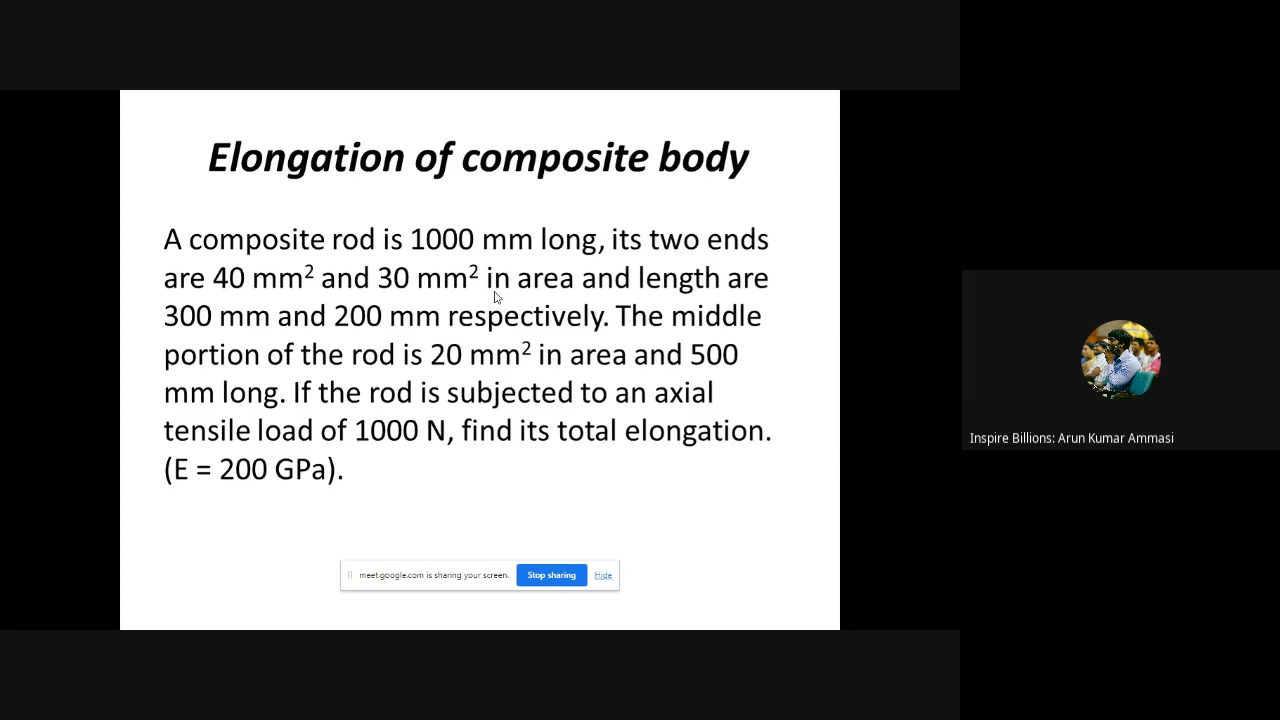 Elongation of composite body
A composite rod is 1000 mm long, its two ends
are 40 mm² and 30 mm² in area and length are
300 mm and 200 mm respectively. The middle
portion of the rod is 20 mm² in area and 500
mm long. If the rod is subjected to an axial
tensile load of 1000 N, find its total elongation.
(E = 200 GPa).
meet.google.com is sharing your screen. Stop sharing Hide
Inspire Billions: Arun Kumar Ammasi